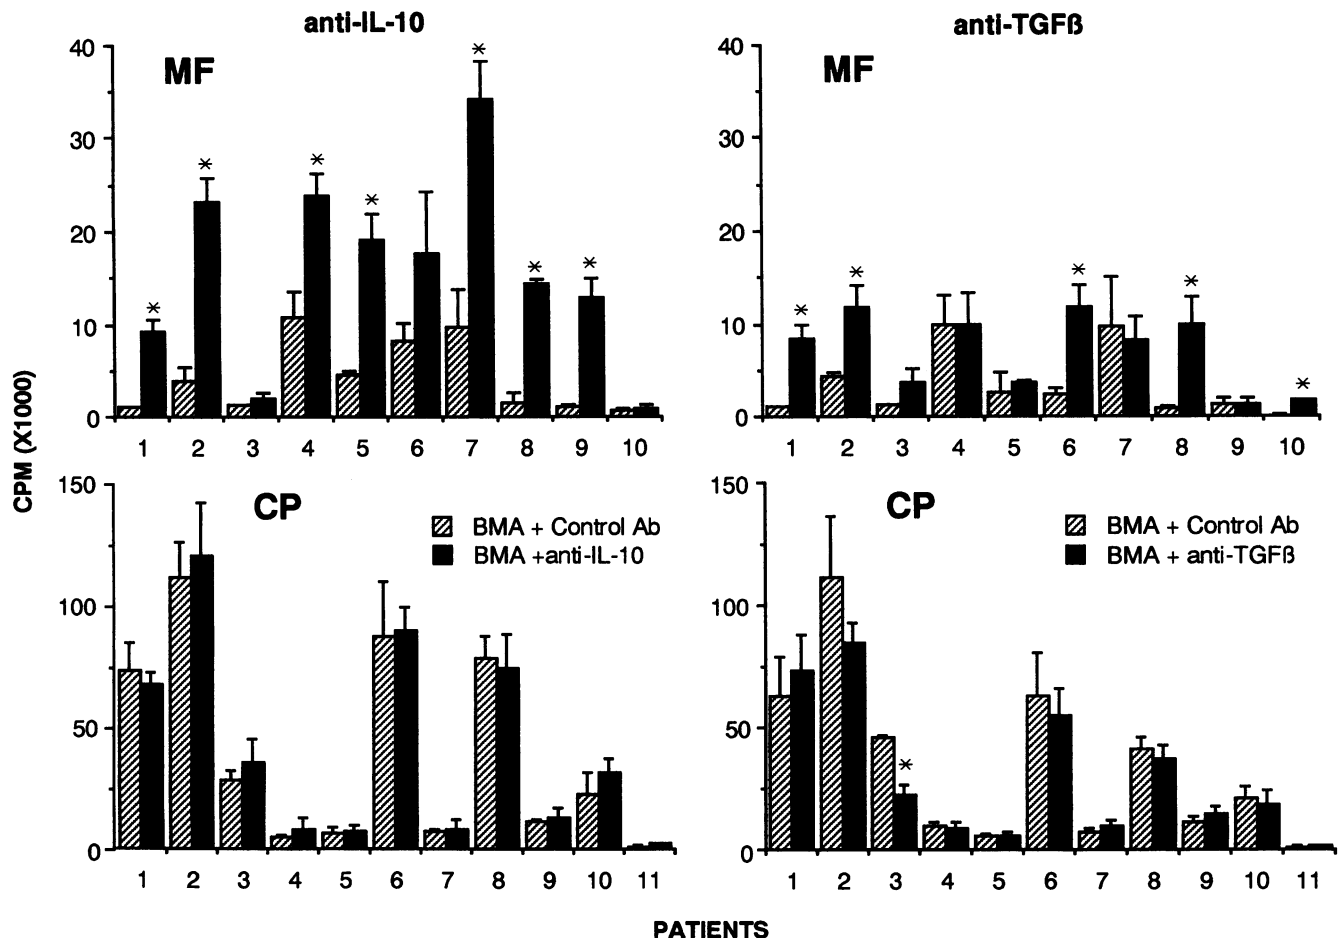 anti-IL-10
anti-TGFß
MF
MF
40
30
20
10
0
40
30
20
10
0
* * * * * * *
* * * * *
1 2 3 4 5 6 7 8 9 10
1 2 3 4 5 6 7 8 9 10
CPM (X1000)
CP
CP
150
100
50
0
150
100
50
0
BMA + Control Ab
BMA +anti-IL-10
BMA + Control Ab
BMA + anti-TGFß
*
1 2 3 4 5 6 7 8 9 10 11
1 2 3 4 5 6 7 8 9 10 11
PATIENTS